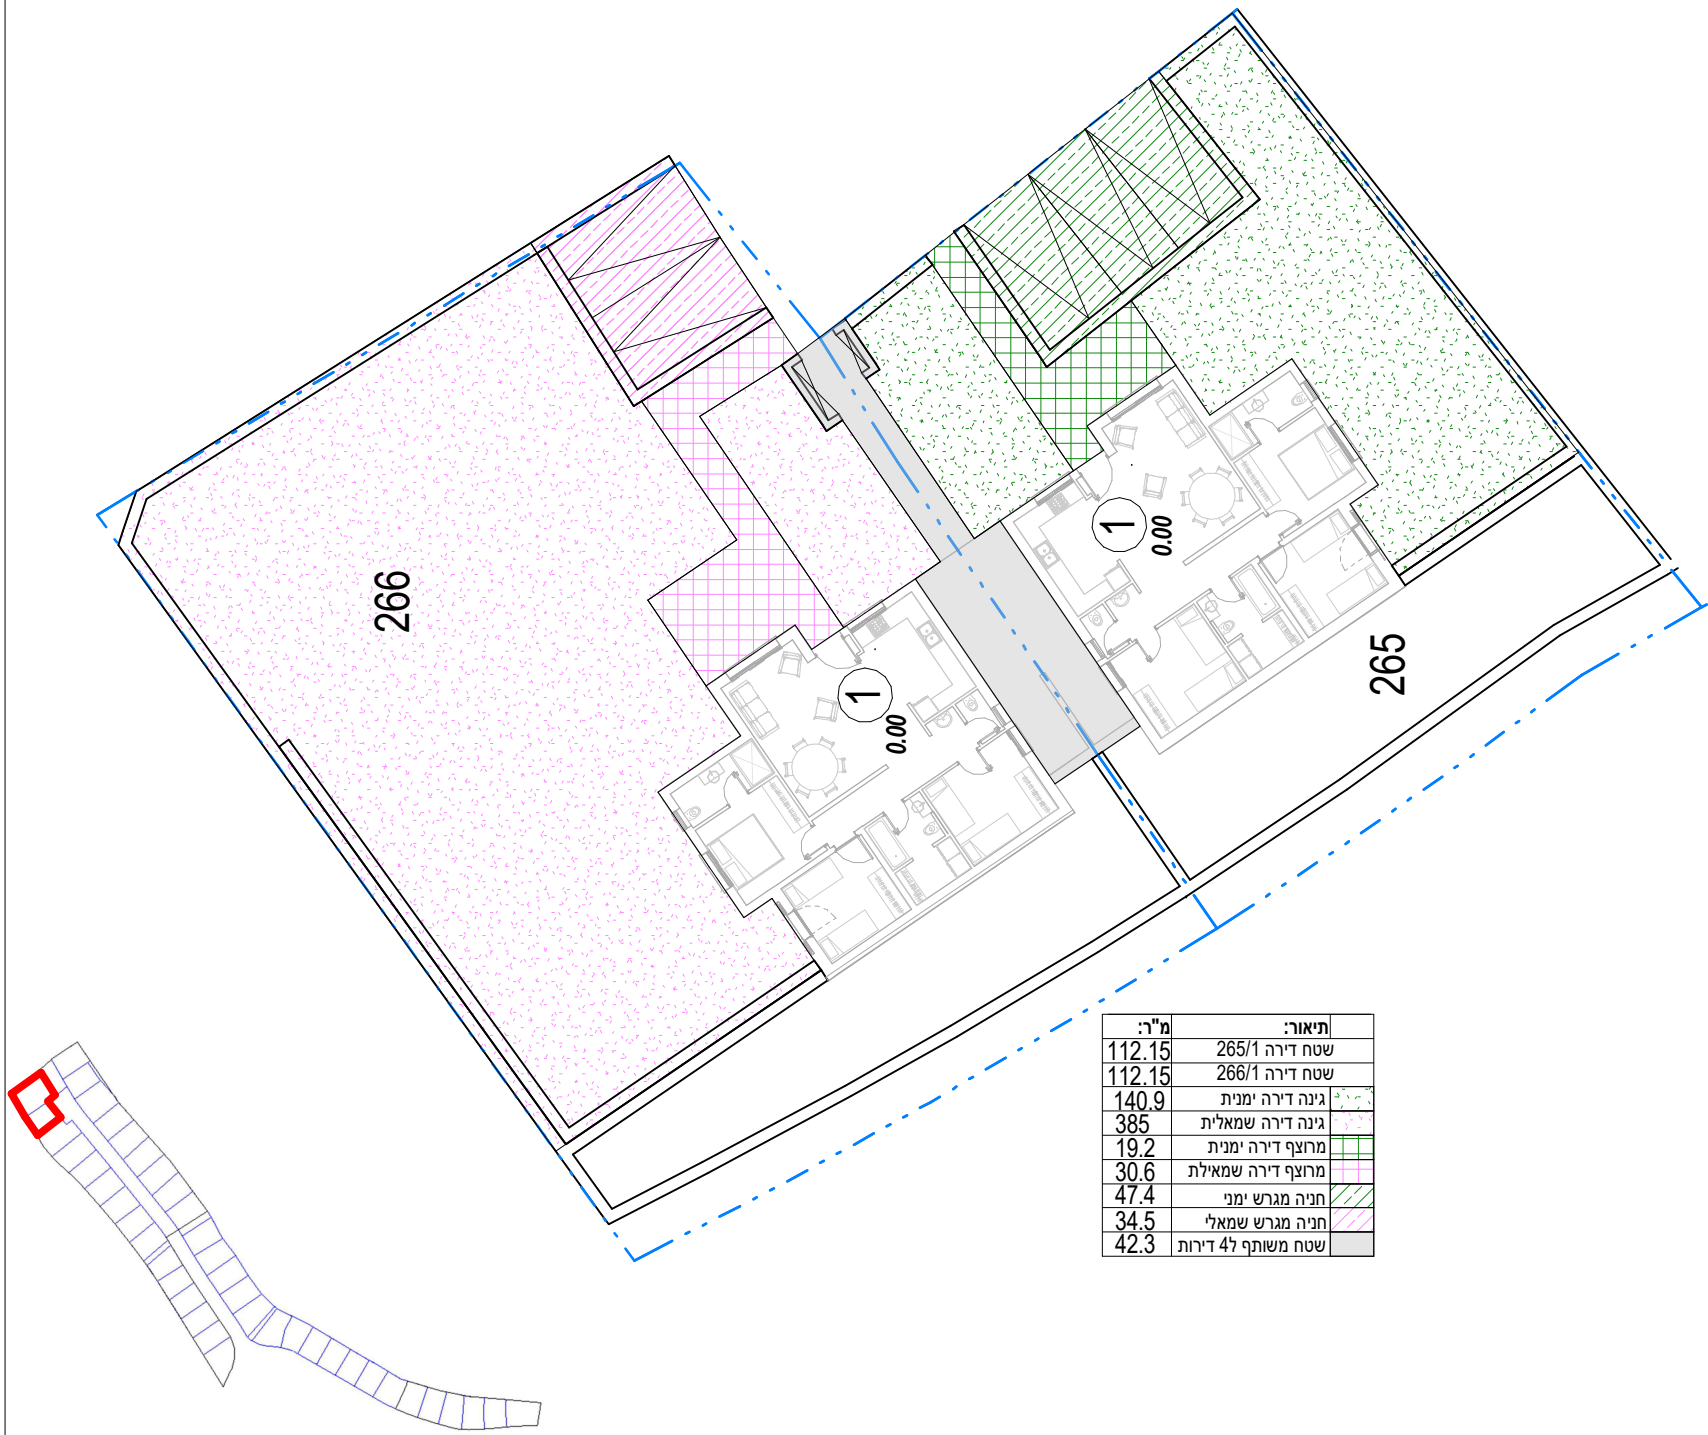 266
265
1
0.00
1
0.00
תיאור: מ"ר:
שטח דירה 265/1 112.15
שטח דירה 266/1 112.15
גינה דירה ימנית 140.9
גינה דירה שמאלית 385
מרוצף דירה ימנית 19.2
מרוצף דירה שמאילת 30.6
חניה מגרש ימני 47.4
חניה מגרש שמאלי 34.5
שטח משותף ל4 דירות 42.3